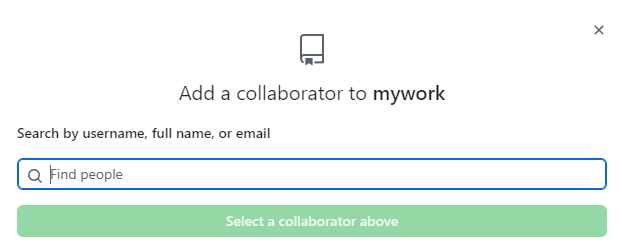 Add a collaborator to mywork
Search by username, full name, or email
Find people
Select a collaborator above